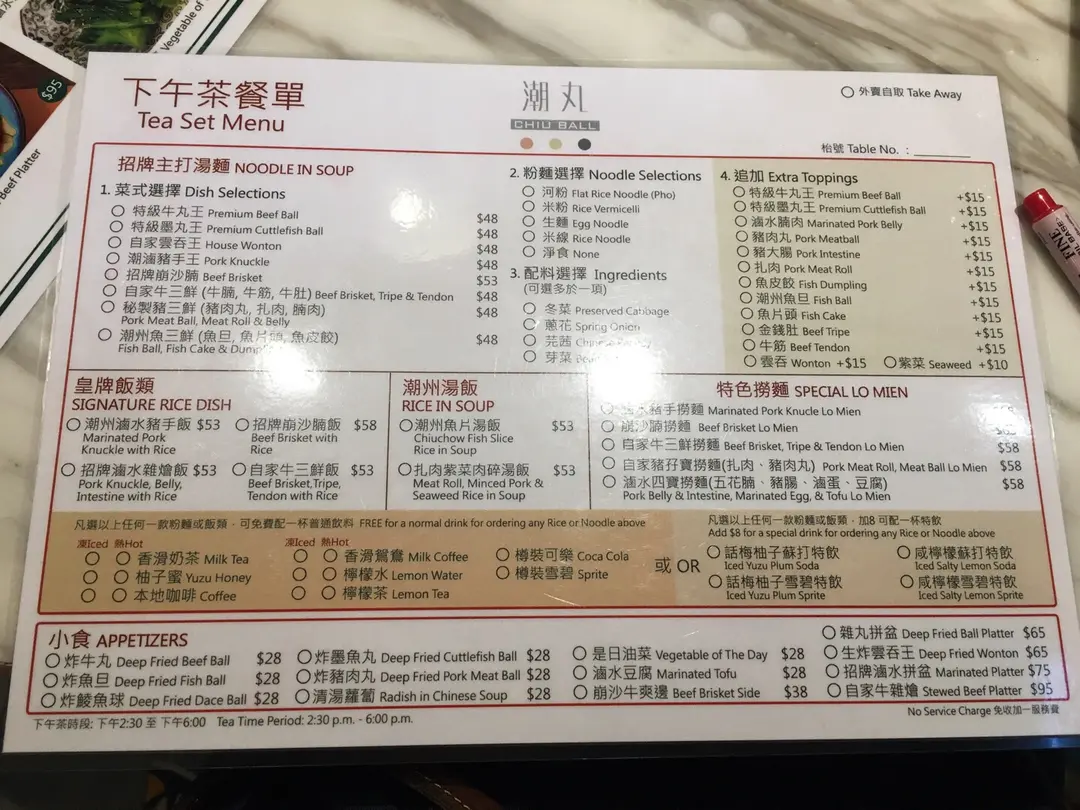 Vegetable of
$95
Beef Platter
下午茶餐單
Tea Set Menu
潮丸
CHIU BALL
外賣自取 Take Away
枱號 Table No. : ________
招牌主打湯麵 NOODLE IN SOUP
1. 菜式選擇 Dish Selections
特級牛丸王 Premium Beef Ball $48
特級墨丸王 Premium Cuttlefish Ball $48
自家雲吞王 House Wonton $48
潮滷豬手王 Pork Knuckle $48
招牌崩沙腩 Beef Brisket $53
自家牛三鮮 (牛腩, 牛筋, 牛肚) Beef Brisket, Tripe & Tendon $48
秘製豬三鮮 (豬肉丸, 扎肉, 腩肉) $48
Pork Meat Ball, Meat Roll & Belly
潮州魚三鮮 (魚旦, 魚片頭, 魚皮餃) $48
Fish Ball, Fish Cake &
2. 粉麵選擇 Noodle Selections
河粉 Flat Rice Noodle (Pho)
米粉 Rice Vermicelli
生麵 Egg Noodle
米線 Rice Noodle
淨食 None
3. 配料選擇 Ingredients
(可選多於一項)
冬菜 Preserved Cabbage
蔥花 Spring Onion
芫茜 Chinese
芽菜
4. 追加 Extra Toppings
特級牛丸王 Premium Beef Ball +$15
特級墨丸王 Premium Cuttlefish Ball +$15
滷水腩肉 Marinated Pork Belly +$15
豬肉丸 Pork Meatball +$15
豬大腸 Pork Intestine +$15
扎肉 Pork Meat Roll +$15
魚皮餃 Fish Dumpling +$15
潮州魚旦 Fish Ball +$15
魚片頭 Fish Cake +$15
金錢肚 Beef Tripe +$15
牛筋 Beef Tendon +$15
雲吞 Wonton +$15 紫菜 Seaweed +$10
皇牌飯類
SIGNATURE RICE DISH
潮州滷水豬手飯 $53
Marinated Pork
Knuckle with Rice
招牌崩沙腩飯 $58
Beef Brisket with
Rice
招牌滷水雜燴飯 $53
Pork Knuckle, Belly,
Intestine with Rice
自家牛三鮮飯 $53
Beef Brisket,Tripe,
Tendon with Rice
潮州湯飯
RICE IN SOUP
潮州魚片湯飯 $53
Chiuchow Fish Slice
Rice in Soup
扎肉紫菜肉碎湯飯 $53
Meat Roll, Minced Pork &
Seaweed Rice in Soup
特色撈麵 SPECIAL LO MIEN
滷水豬手撈麵 Marinated Pork Knucle Lo Mien
崩沙腩撈麵 Beef Brisket Lo Mien
自家牛三鮮撈麵 Beef Brisket, Tripe & Tendon Lo Mien $58
自家豬孖寶撈麵(扎肉、豬肉丸) Pork Meat Roll, Meat Ball Lo Mien $58
滷水四寶撈麵(五花腩、豬腸、滷蛋、豆腐) $58
Pork Belly & Intestine, Marinated Egg, & Tofu Lo Mien
凡選以上任何一款粉麵或飯類，可免費配一杯普通飲料 FREE for a normal drink for ordering any Rice or Noodle above
凍Iced 熱Hot
香滑奶茶 Milk Tea
柚子蜜 Yuzu Honey
本地咖啡 Coffee
凍Iced 熱Hot
香滑鴛鴦 Milk Coffee
檸檬水 Lemon Water
檸檬茶 Lemon Tea
樽裝可樂 Coca Cola
樽裝雪碧 Sprite
或 OR
凡選以上任何一款粉麵或飯類，加8 可配一杯特飲
Add $8 for a special drink for ordering any Rice or Noodle above
話梅柚子蘇打特飲
Iced Yuzu Plum Soda
咸檸檬蘇打特飲
Iced Salty Lemon Soda
話梅柚子雪碧特飲
Iced Yuzu Plum Sprite
咸檸檬雪碧特飲
Iced Salty Lemon Sprite
小食 APPETIZERS
炸牛丸 Deep Fried Beef Ball $28
炸魚旦 Deep Fried Fish Ball $28
炸鯪魚球 Deep Fried Dace Ball $28
炸墨魚丸 Deep Fried Cuttlefish Ball $28
炸豬肉丸 Deep Fried Pork Meat Ball $28
清湯蘿蔔 Radish in Chinese Soup $28
是日油菜 Vegetable of The Day $28
滷水豆腐 Marinated Tofu $28
崩沙牛爽邊 Beef Brisket Side $38
雜丸拼盆 Deep Fried Ball Platter $65
生炸雲吞王 Deep Fried Wonton $65
招牌滷水拼盆 Marinated Platter $75
自家牛雜燴 Stewed Beef Platter $95
下午茶時段: 下午2:30 至 下午6:00 Tea Time Period: 2:30 p.m. - 6:00 p.m.
No Service Charge 免收加一服務費
FINE